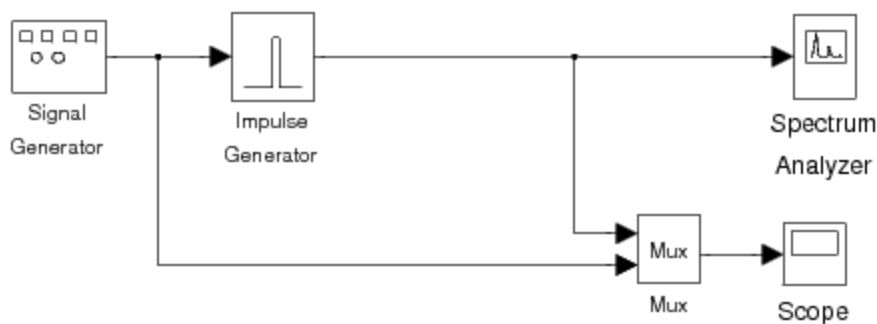 Signal
Generator
Impulse
Generator
Spectrum
Analyzer
Mux
Mux
Scope